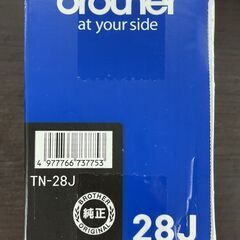 brother
at your side
4 977766 737753
TN-28J
BROTHER
純正
ORIGINAL
28J